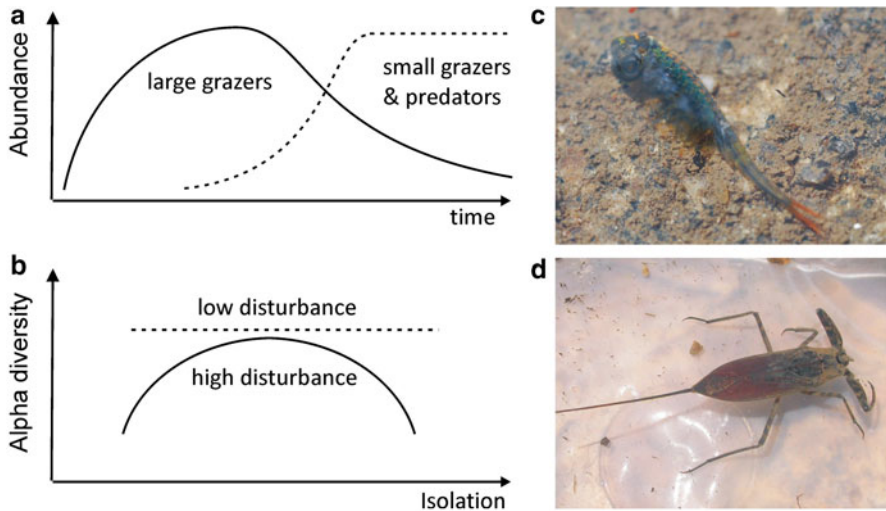 a
Abundance
large grazers
small grazers
& predators
time
b
Alpha diversity
low disturbance
high disturbance
Isolation
c
d